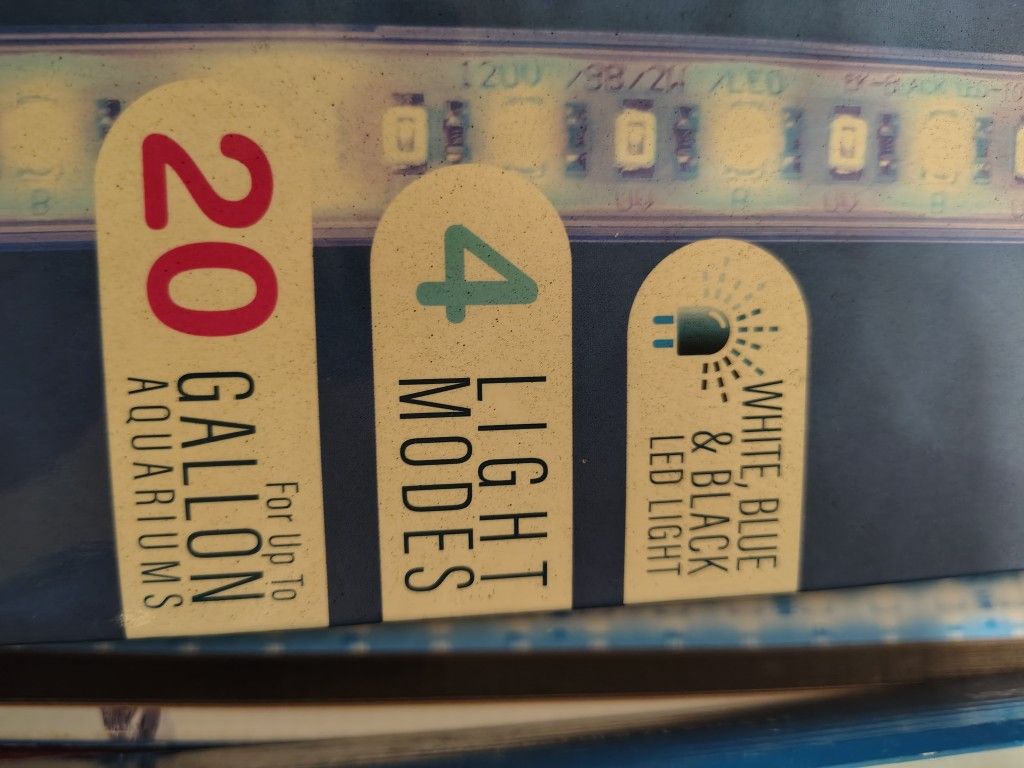 WHITE, BLUE
& BLACK
LED LIGHT
4 LIGHT
MODES
For Up To
20 GALLON
AQUARIUMS